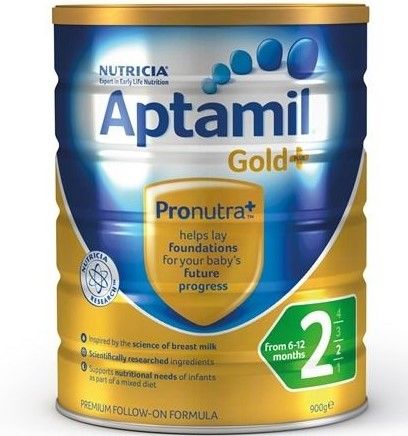 NUTRICIA
Expert in Early Life Nutrition
Aptamil
Gold+
Pronutra+™
helps lay
foundations
for your baby's
future
progress
NUTRICIA
RESEARCH
Inspired by the science of breast milk
Scientifically researched ingredients
Supports nutritional needs of infants
as part of a mixed diet
from 6-12
months
2
1 2 3 4
PREMIUM FOLLOW-ON FORMULA
900g℮